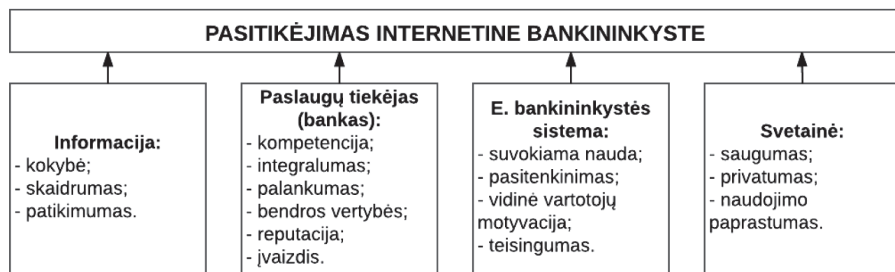 PASITIKĖJIMAS INTERNETINE BANKININKYSTE
Informacija:
- kokybė;
- skaidrumas;
- patikimumas.
Paslaugų tiekėjas
(bankas):
- kompetencija;
- integralumas;
- palankumas;
- bendros vertybės;
- reputacija;
- įvaizdis.
E. bankininkystės
sistema:
- suvokiama nauda;
- pasitenkinimas;
- vidinė vartotojų
motyvacija;
- teisingumas.
Svetainė:
- saugumas;
- privatumas;
- naudojimo
paprastumas.